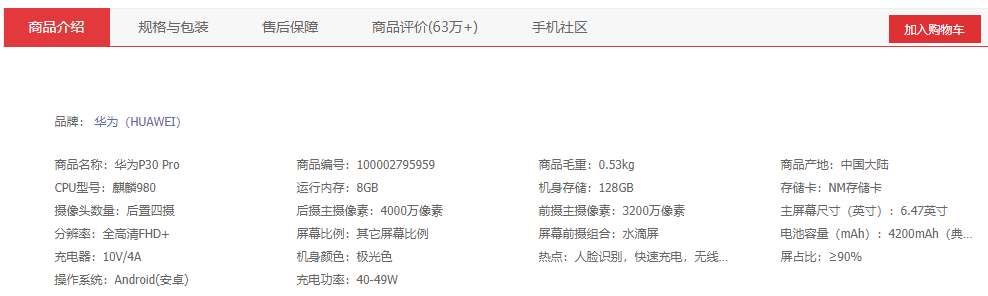 商品介绍 规格与包装 售后保障 商品评价(63万+) 手机社区 加入购物车
品牌： 华为（HUAWEI）
商品名称：华为P30 Pro 商品编号：100002795959 商品毛重：0.53kg 商品产地：中国大陆
CPU型号：麒麟980 运行内存：8GB 机身存储：128GB 存储卡：NM存储卡
摄像头数量：后置四摄 后摄主摄像素：4000万像素 前摄主摄像素：3200万像素 主屏幕尺寸（英寸）：6.47英寸
分辨率：全高清FHD+ 屏幕比例：其它屏幕比例 屏幕前摄组合：水滴屏 电池容量（mAh）：4200mAh（典...
充电器：10V/4A 机身颜色：极光色 热点：人脸识别，快速充电，无线... 屏占比：≥90%
操作系统：Android(安卓) 充电功率：40-49W